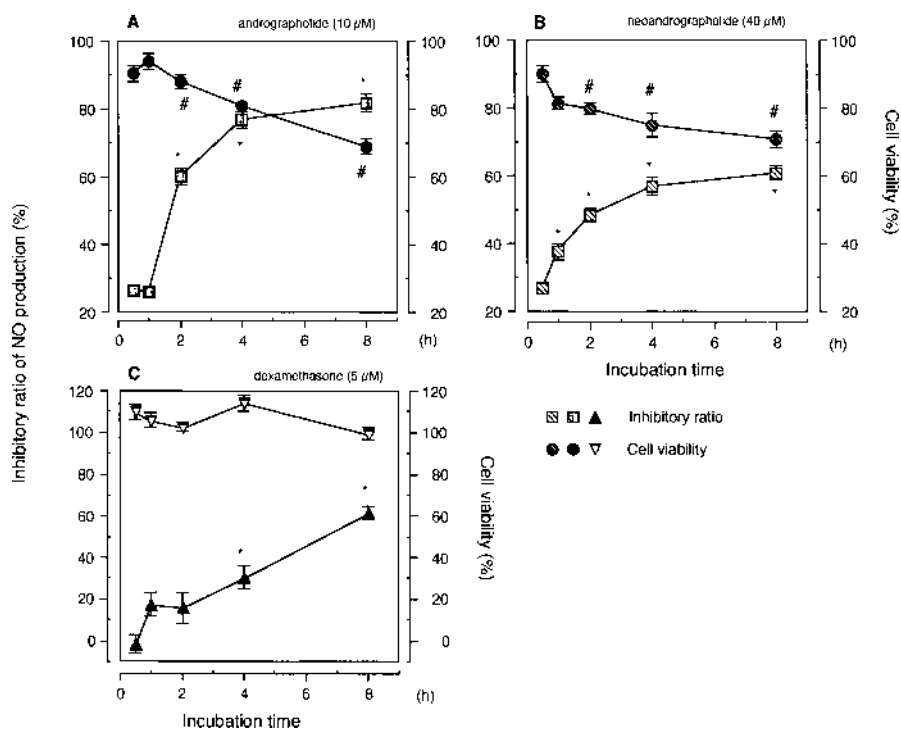 A andrographolide (10 µM)
B neoandrographolide (40 µM)
Inhibitory ratio of NO production (%)
100 80 60 40 20
100 80 60 40 20
# # #
0 2 4 6 8 (h)
100 80 60 40 20
100 80 60 40 20
# # #
Cell viability (%)
0 2 4 6 8 (h)
Incubation time
C dexamethasone (5 µM)
120 100 80 60 40 20 0
120 100 80 60 40 20 0
Cell viability (%)
0 2 4 6 8 (h)
Incubation time
Inhibitory ratio
Cell viability